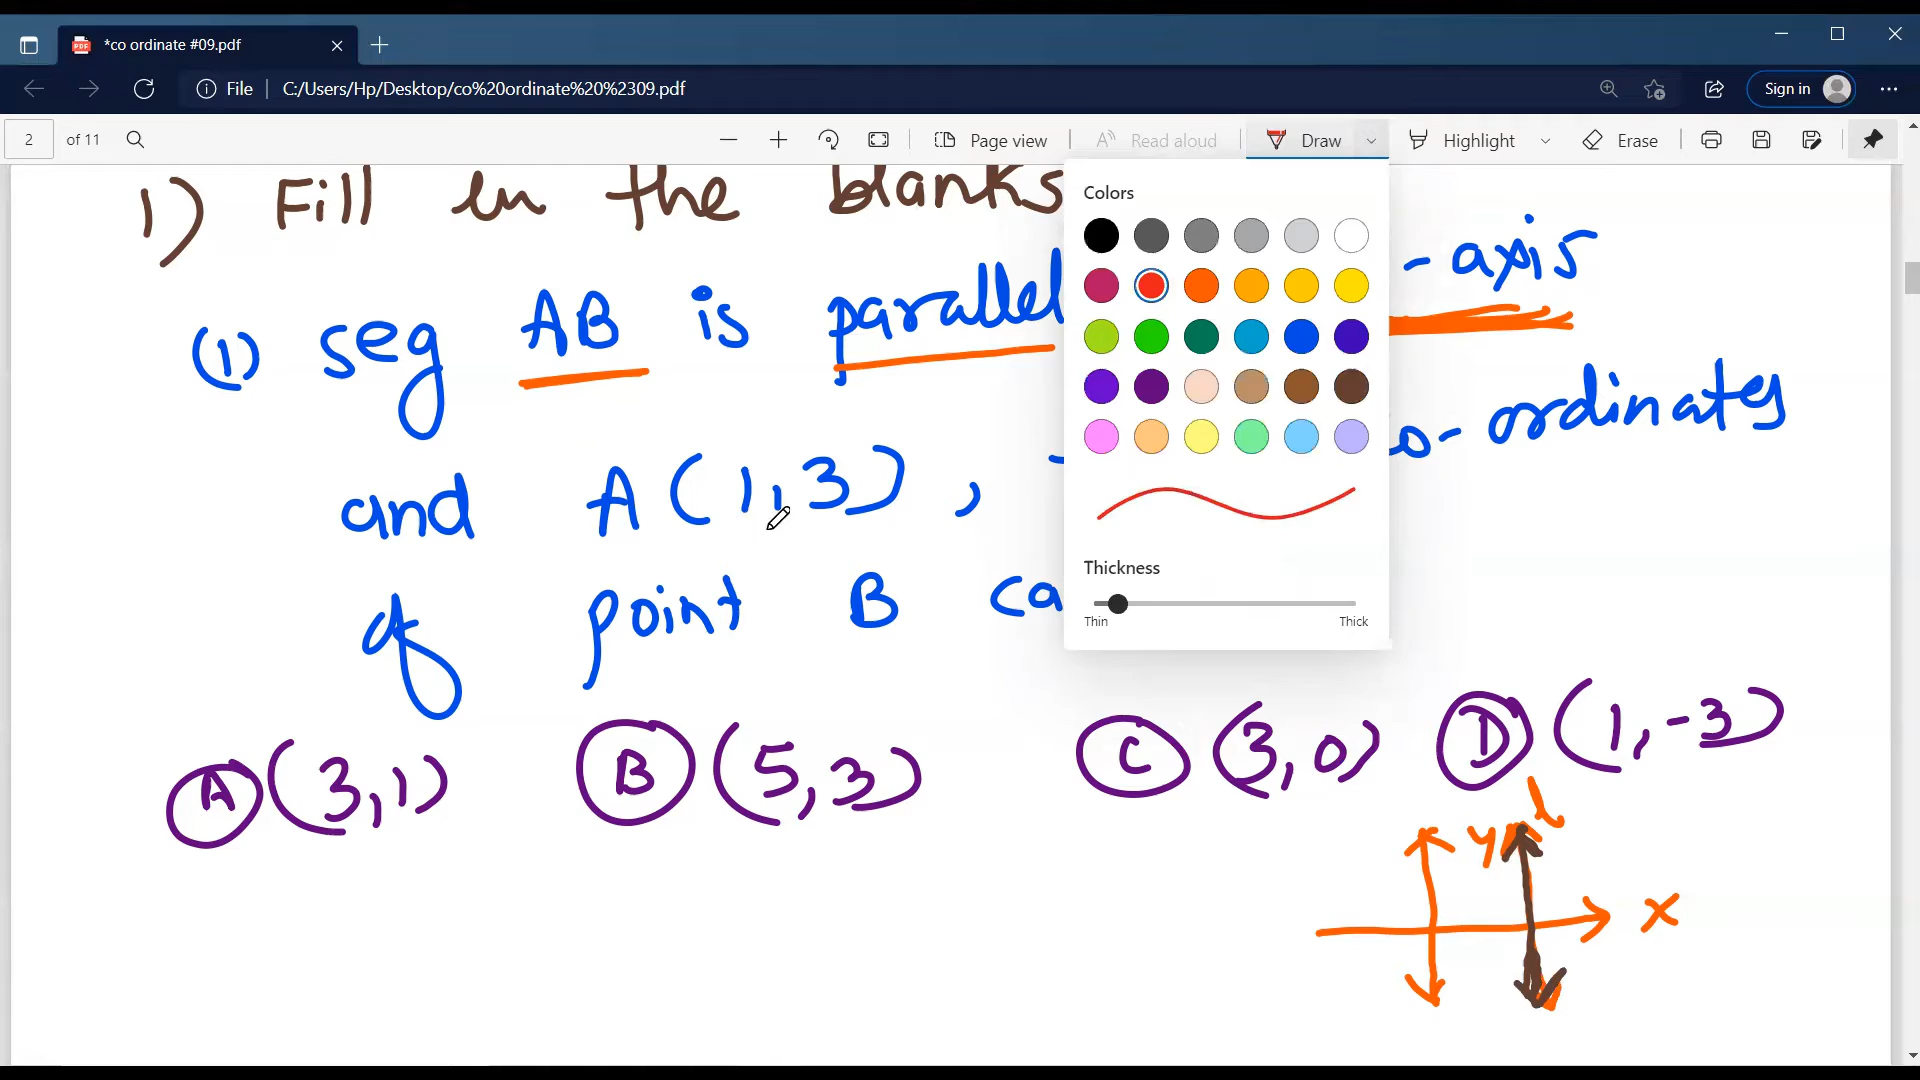 *co ordinate #09.pdf
File | C:/Users/Hp/Desktop/co%20ordinate%20%2309.pdf
Sign in
2 of 11
Page view
Read aloud
Draw
Highlight
Erase
Colors
Thickness
Thin
Thick
1) Fill in the blanks
(1) seg AB is parallel -axis
and A(1,3), o-ordinates
of point B ca
A (3,1) B (5,3) C (3,0) D (1,-3)
l
y
x